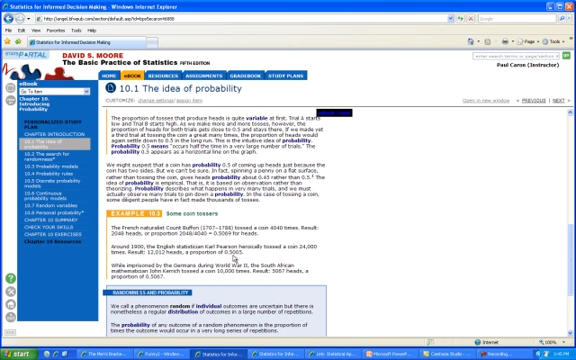 Statistics for Informed Decision Making - Windows Internet Explorer
File Edit View Favorites Tools Help
Statistics for Informed Decision Making
Page
Tools
STATSPORTAL
DAVID S. MOORE
The Basic Practice of Statistics FIFTH EDITION
Paul Caron (Instructor)
HOME eBOOK RESOURCES ASSIGNMENTS GRADEBOOK STUDY PLANS
eBook
Go To Item
Chapter 10.
Introducing
Probability
PERSONALIZED STUDY
PLAN
CHAPTER INTRODUCTION
10.1 The idea of
probability
10.2 The search for
randomness*
10.3 Probability models
10.4 Probability rules
10.5 Discrete probability
models
10.6 Continuous
probability models
10.7 Random variables
10.8 Personal probability*
CHAPTER 10 SUMMARY
CHECK YOUR SKILLS
CHAPTER 10 EXERCISES
Chapter 10 Resources
10.1 The idea of probability
CUSTOMIZE:
Open in new window PREVIOUS NEXT
The proportion of tosses that produce heads is quite variable at first. Trial A starts
low and Trial B starts high. As we make more and more tosses, however, the
proportion of heads for both trials gets close to 0.5 and stays there. If we made yet
a third trial at tossing the coin a great many times, the proportion of heads would
again settle down to 0.5 in the long run. This is the intuitive idea of probability.
Probability 0.5 means "occurs half the time in a very large number of trials." The
probability 0.5 appears as a horizontal line on the graph.
We might suspect that a coin has probability 0.5 of coming up heads just because the
coin has two sides. But we can't be sure. In fact, spinning a penny on a flat surface,
rather than tossing the coin, gives heads probability about 0.45 rather than 0.5. The
idea of probability is empirical. That is, it is based on observation rather than
theorizing. Probability describes what happens in very many trials, and we must
actually observe many trials to pin down a probability. In the case of tossing a coin,
some diligent people have in fact made thousands of tosses.
EXAMPLE 10.3 Some coin tossers
The French naturalist Count Buffon (1707–1788) tossed a coin 4040 times. Result:
2048 heads, or proportion 2048/4040 = 0.5069 for heads.
Around 1900, the English statistician Karl Pearson heroically tossed a coin 24,000
times. Result: 12,012 heads, a proportion of 0.5005.
While imprisoned by the Germans during World War II, the South African
mathematician John Kerrich tossed a coin 10,000 times. Result: 5067 heads, a
proportion of 0.5067.
RANDOMNESS AND PROBABILITY
We call a phenomenon random if individual outcomes are uncertain but there is
nonetheless a regular distribution of outcomes in a large number of repetitions.
The probability of any outcome of a random phenomenon is the proportion of
times the outcome would occur in a very long series of repetitions.
Internet 100%
start
Statistics for Infor...
Statistics for Infor...
Camtasia Studio - ...